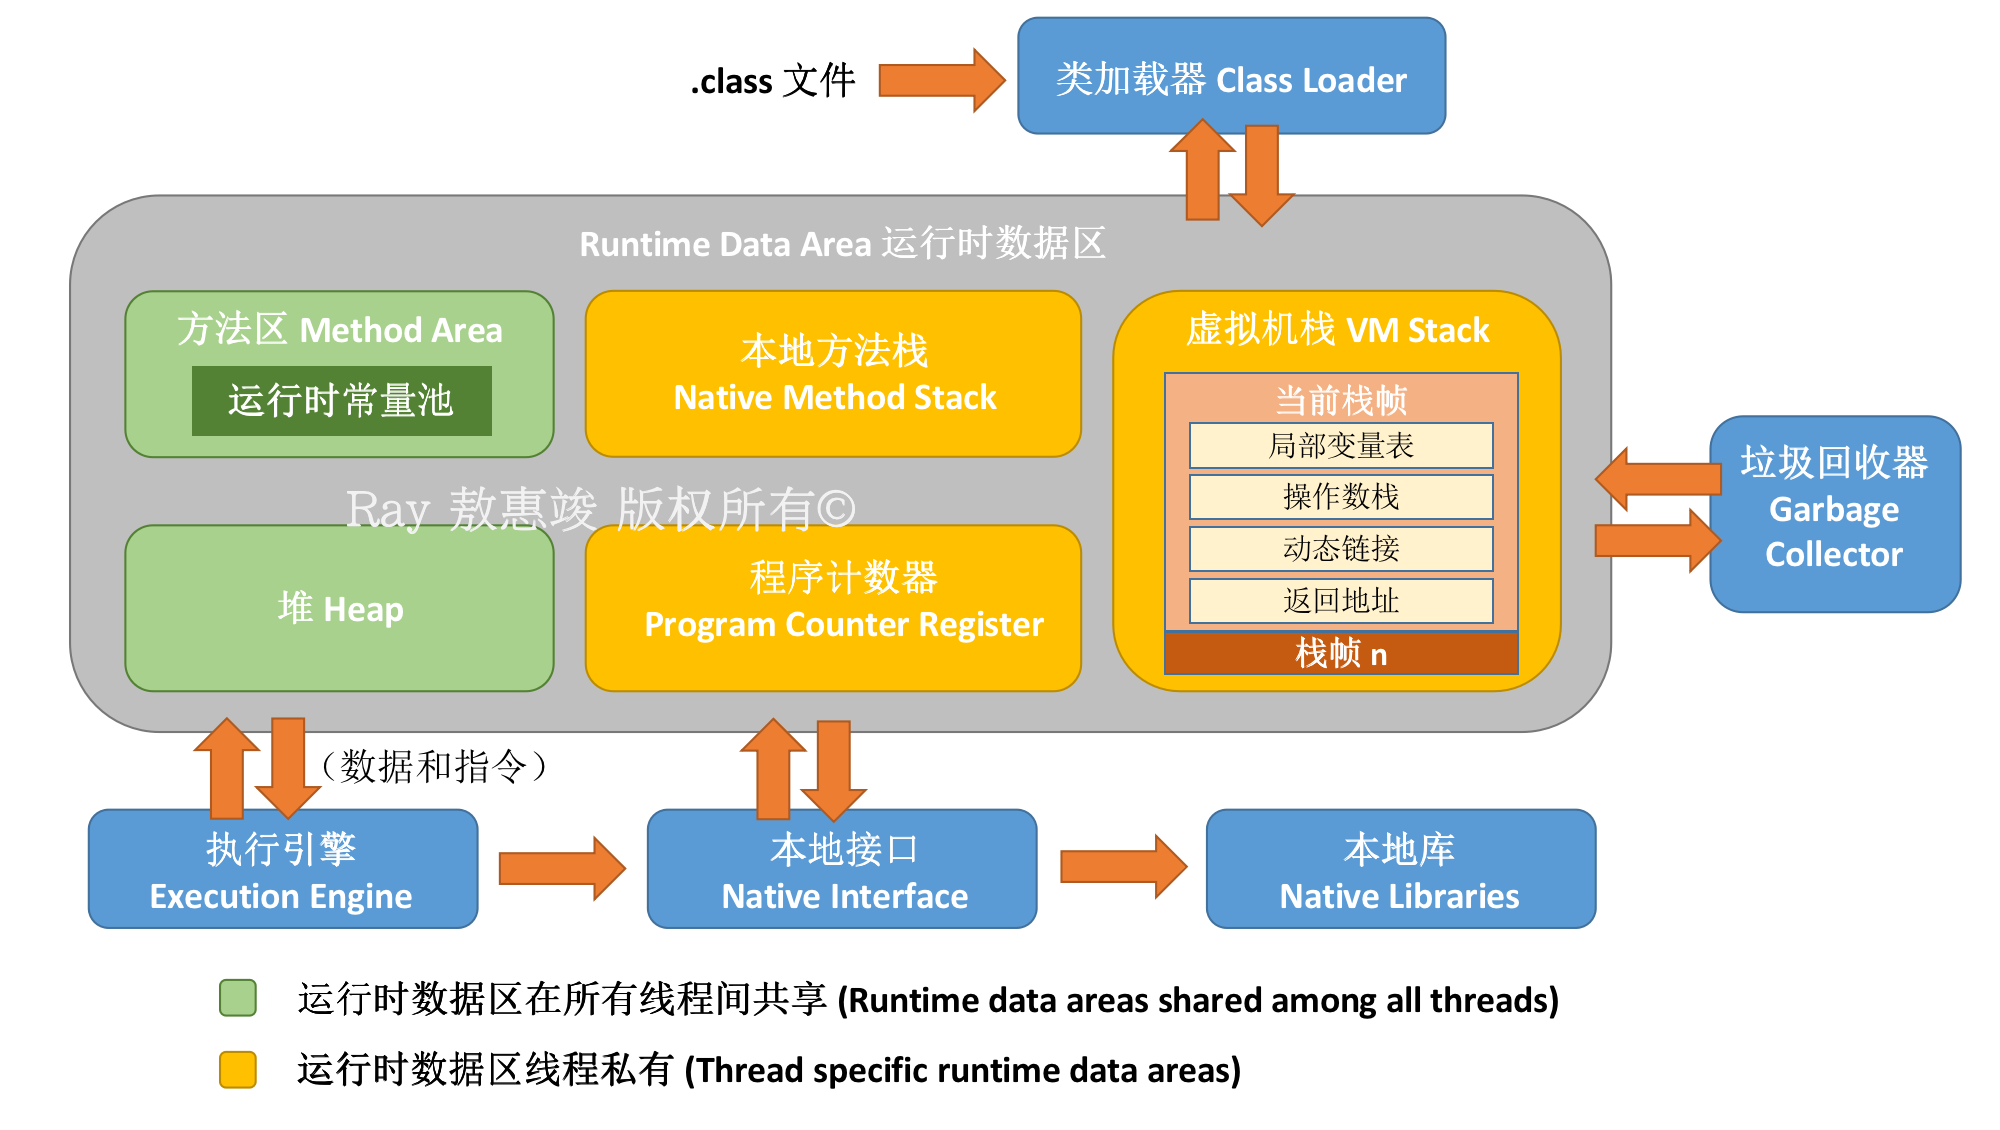 .class 文件
类加载器 Class Loader
Runtime Data Area 运行时数据区
方法区 Method Area
运行时常量池
本地方法栈
Native Method Stack
虚拟机栈 VM Stack
当前栈帧
局部变量表
操作数栈
动态链接
返回地址
栈帧 n
垃圾回收器
Garbage
Collector
Ray 敖惠竣 版权所有©
堆 Heap
程序计数器
Program Counter Register
（数据和指令）
执行引擎
Execution Engine
本地接口
Native Interface
本地库
Native Libraries
运行时数据区在所有线程间共享 (Runtime data areas shared among all threads)
运行时数据区线程私有 (Thread specific runtime data areas)